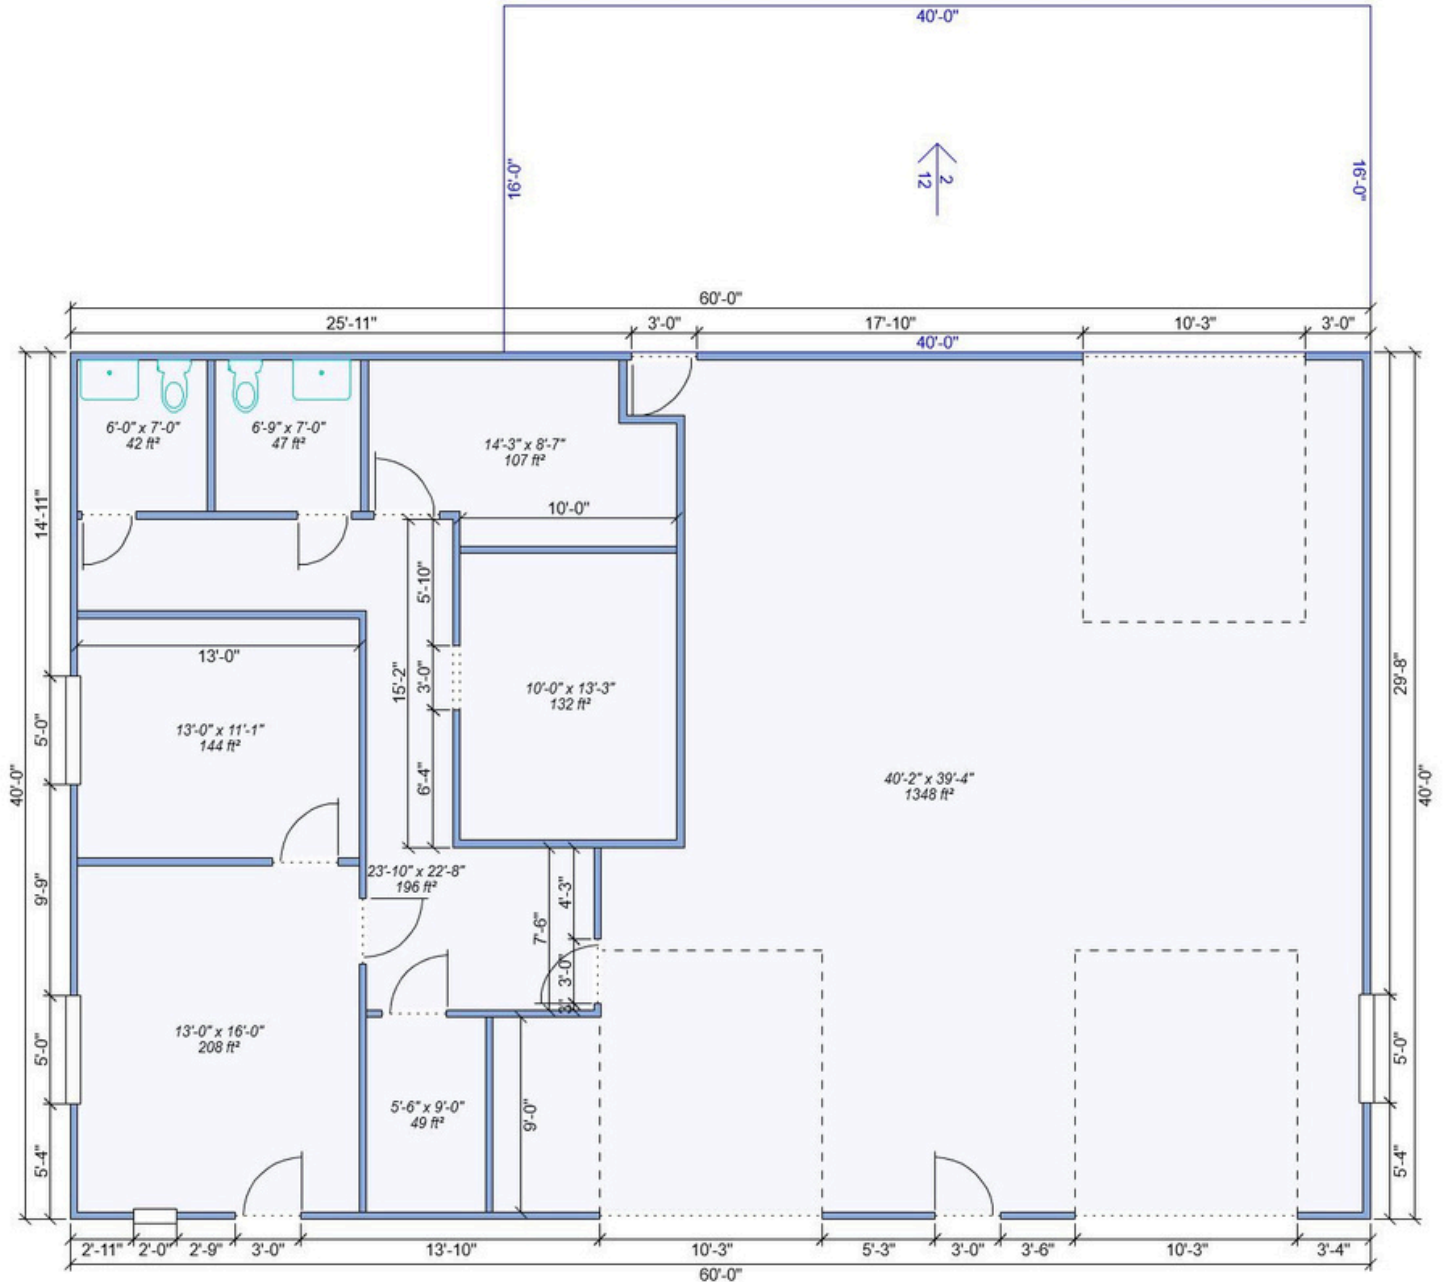 40'-0"
16'-0"
16'-0"
2
12
60'-0"
25'-11"
3'-0"
17'-10"
10'-3"
3'-0"
40'-0"
6'-0" x 7'-0"
42 ft²
6'-9" x 7'-0"
47 ft²
14'-3" x 8'-7"
107 ft²
14'-11"
10'-0"
5'-10"
13'-0"
15'-2"
3'-0"
29'-8"
10'-0" x 13'-3"
132 ft²
13'-0" x 11'-1"
144 ft²
5'-0"
6'-4"
40'-0"
40'-2" x 39'-4"
1348 ft²
40'-0"
23'-10" x 22'-8"
196 ft²
9'-9"
4'-3"
7'-6"
3'-0"
3"
13'-0" x 16'-0"
208 ft²
5'-0"
5'-0"
5'-6" x 9'-0"
49 ft²
9'-0"
5'-4"
5'-4"
2'-11"
2'-0"
2'-9"
3'-0"
13'-10"
10'-3"
5'-3"
3'-0"
3'-6"
10'-3"
3'-4"
60'-0"